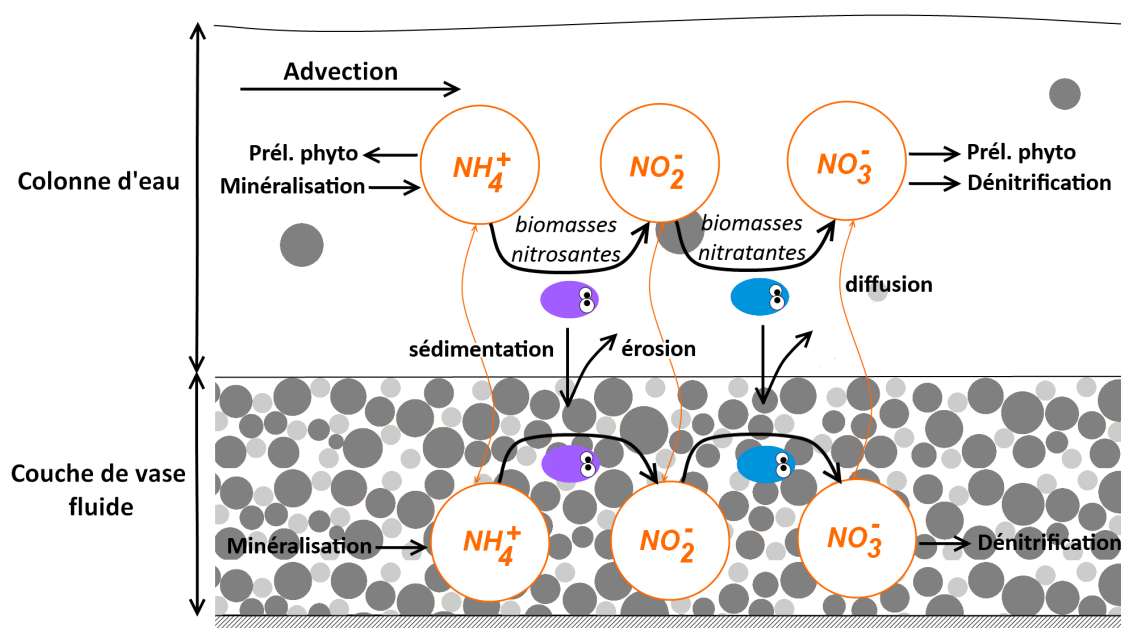 Advection
Prél. phyto
Minéralisation
Colonne d'eau
NH4+
NO2-
NO3-
Prél. phyto
Dénitrification
biomasses
nitrosantes
biomasses
nitratantes
diffusion
sédimentation
érosion
Couche de vase
fluide
Minéralisation
NH4+
NO2-
NO3-
Dénitrification